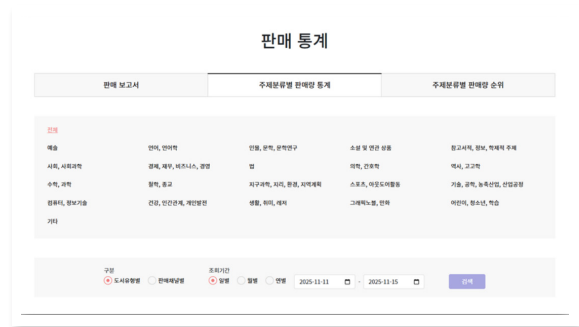 판매 통계
판매 보고서 주제분류별 판매량 통계 주제분류별 판매량 순위
전체
예술 언어, 언어학 인물, 문학, 문학연구 소설 및 연관 상품 참고서적, 정보, 학제적 주제
사회, 사회과학 경제, 재무, 비즈니스, 경영 법 의학, 간호학 역사, 고고학
수학, 과학 철학, 종교 지구과학, 지리, 환경, 지역계획 스포츠, 아웃도어활동 기술, 공학, 농축산업, 산업공정
컴퓨터, 정보기술 건강, 인간관계, 개인발전 생활, 취미, 레저 그래픽노블, 만화 어린이, 청소년, 학습
기타
구분 조회기간
도서유형별 판매채널별 일별 월별 연별 2025-11-11 - 2025-11-15 검색